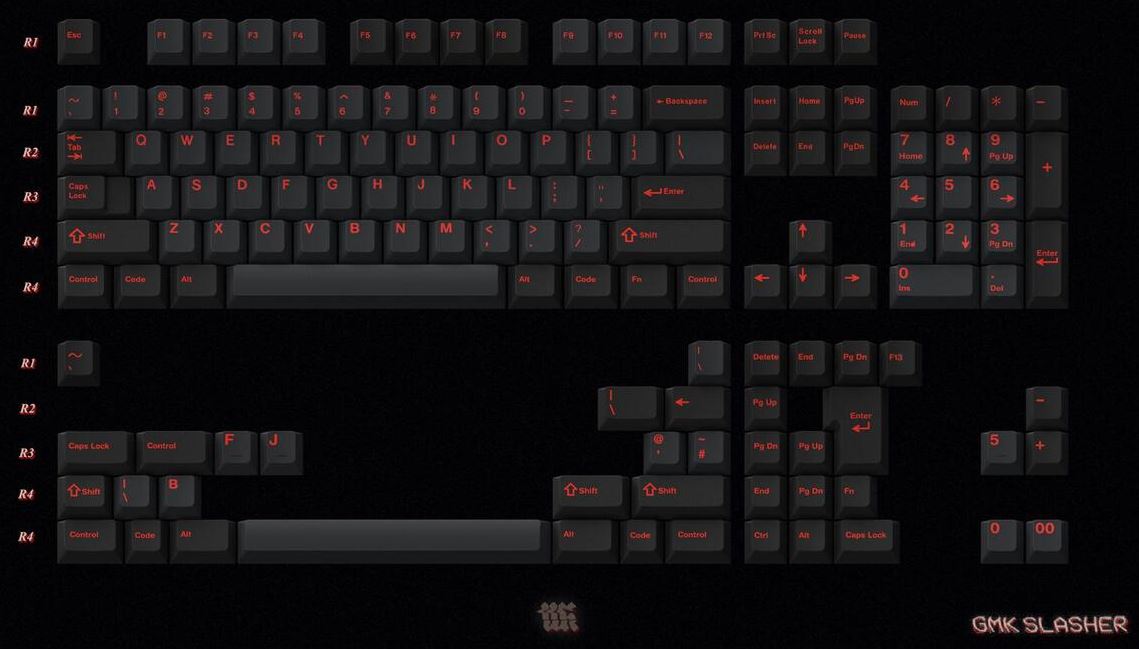 R1 Esc F1 F2 F3 F4 F5 F6 F7 F8 F9 F10 F11 F12 Prt Sc Scroll Lock Pause
R1 ~ ` ! 1 @ 2 # 3 $ 4 % 5 ^ 6 & 7 * 8 ( 9 ) 0 — - + = ← Backspace Insert Home Pg Up Num / * −
R2 ⇤ Tab ⇥ Q W E R T Y U I O P { [ } ] | \ Delete End Pg Dn 7 Home 8 ↑ 9 Pg Up +
R3 Caps Lock A S D F G H J K L : ; " ' ↵ Enter 4 ← 5 6 →
R4 ⇧ Shift Z X C V B N M < , > . ? / ⇧ Shift ↑ 1 End 2 ↓ 3 Pg Dn Enter ↵
R4 Control Code Alt Alt Code Fn Control ← ↓ → 0 Ins . Del
R1 ~ ` | \ Delete End Pg Dn F13
R2 | \ ← Pg Up Enter ↵ −
R3 Caps Lock Control F J @ ' ~ # Pg Dn Pg Up 5 +
R4 ⇧ Shift | \ B ⇧ Shift ⇧ Shift End Pg Dn Fn
R4 Control Code Alt Alt Code Control Ctrl Alt Caps Lock 0 00
GMK SLASHER